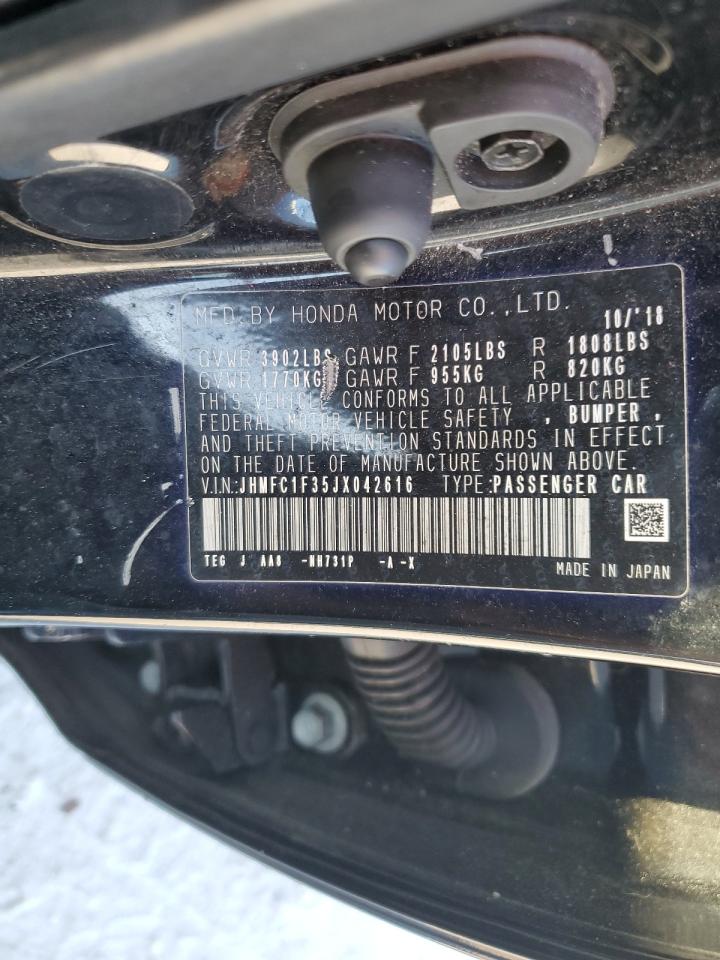 MFD. BY HONDA MOTOR CO.,LTD. 10/'18
GVWR 3902LBS GAWR F 2105LBS R 1808LBS
GVWR 1770KG GAWR F 955KG R 820KG
THIS VEHICLE CONFORMS TO ALL APPLICABLE
FEDERAL MOTOR VEHICLE SAFETY , BUMPER ,
AND THEFT PREVENTION STANDARDS IN EFFECT
ON THE DATE OF MANUFACTURE SHOWN ABOVE.
V.I.N.:JHMFC1F35JX042616 TYPE:PASSENGER CAR
TEG J AA8 -NH731P -A -X
MADE IN JAPAN